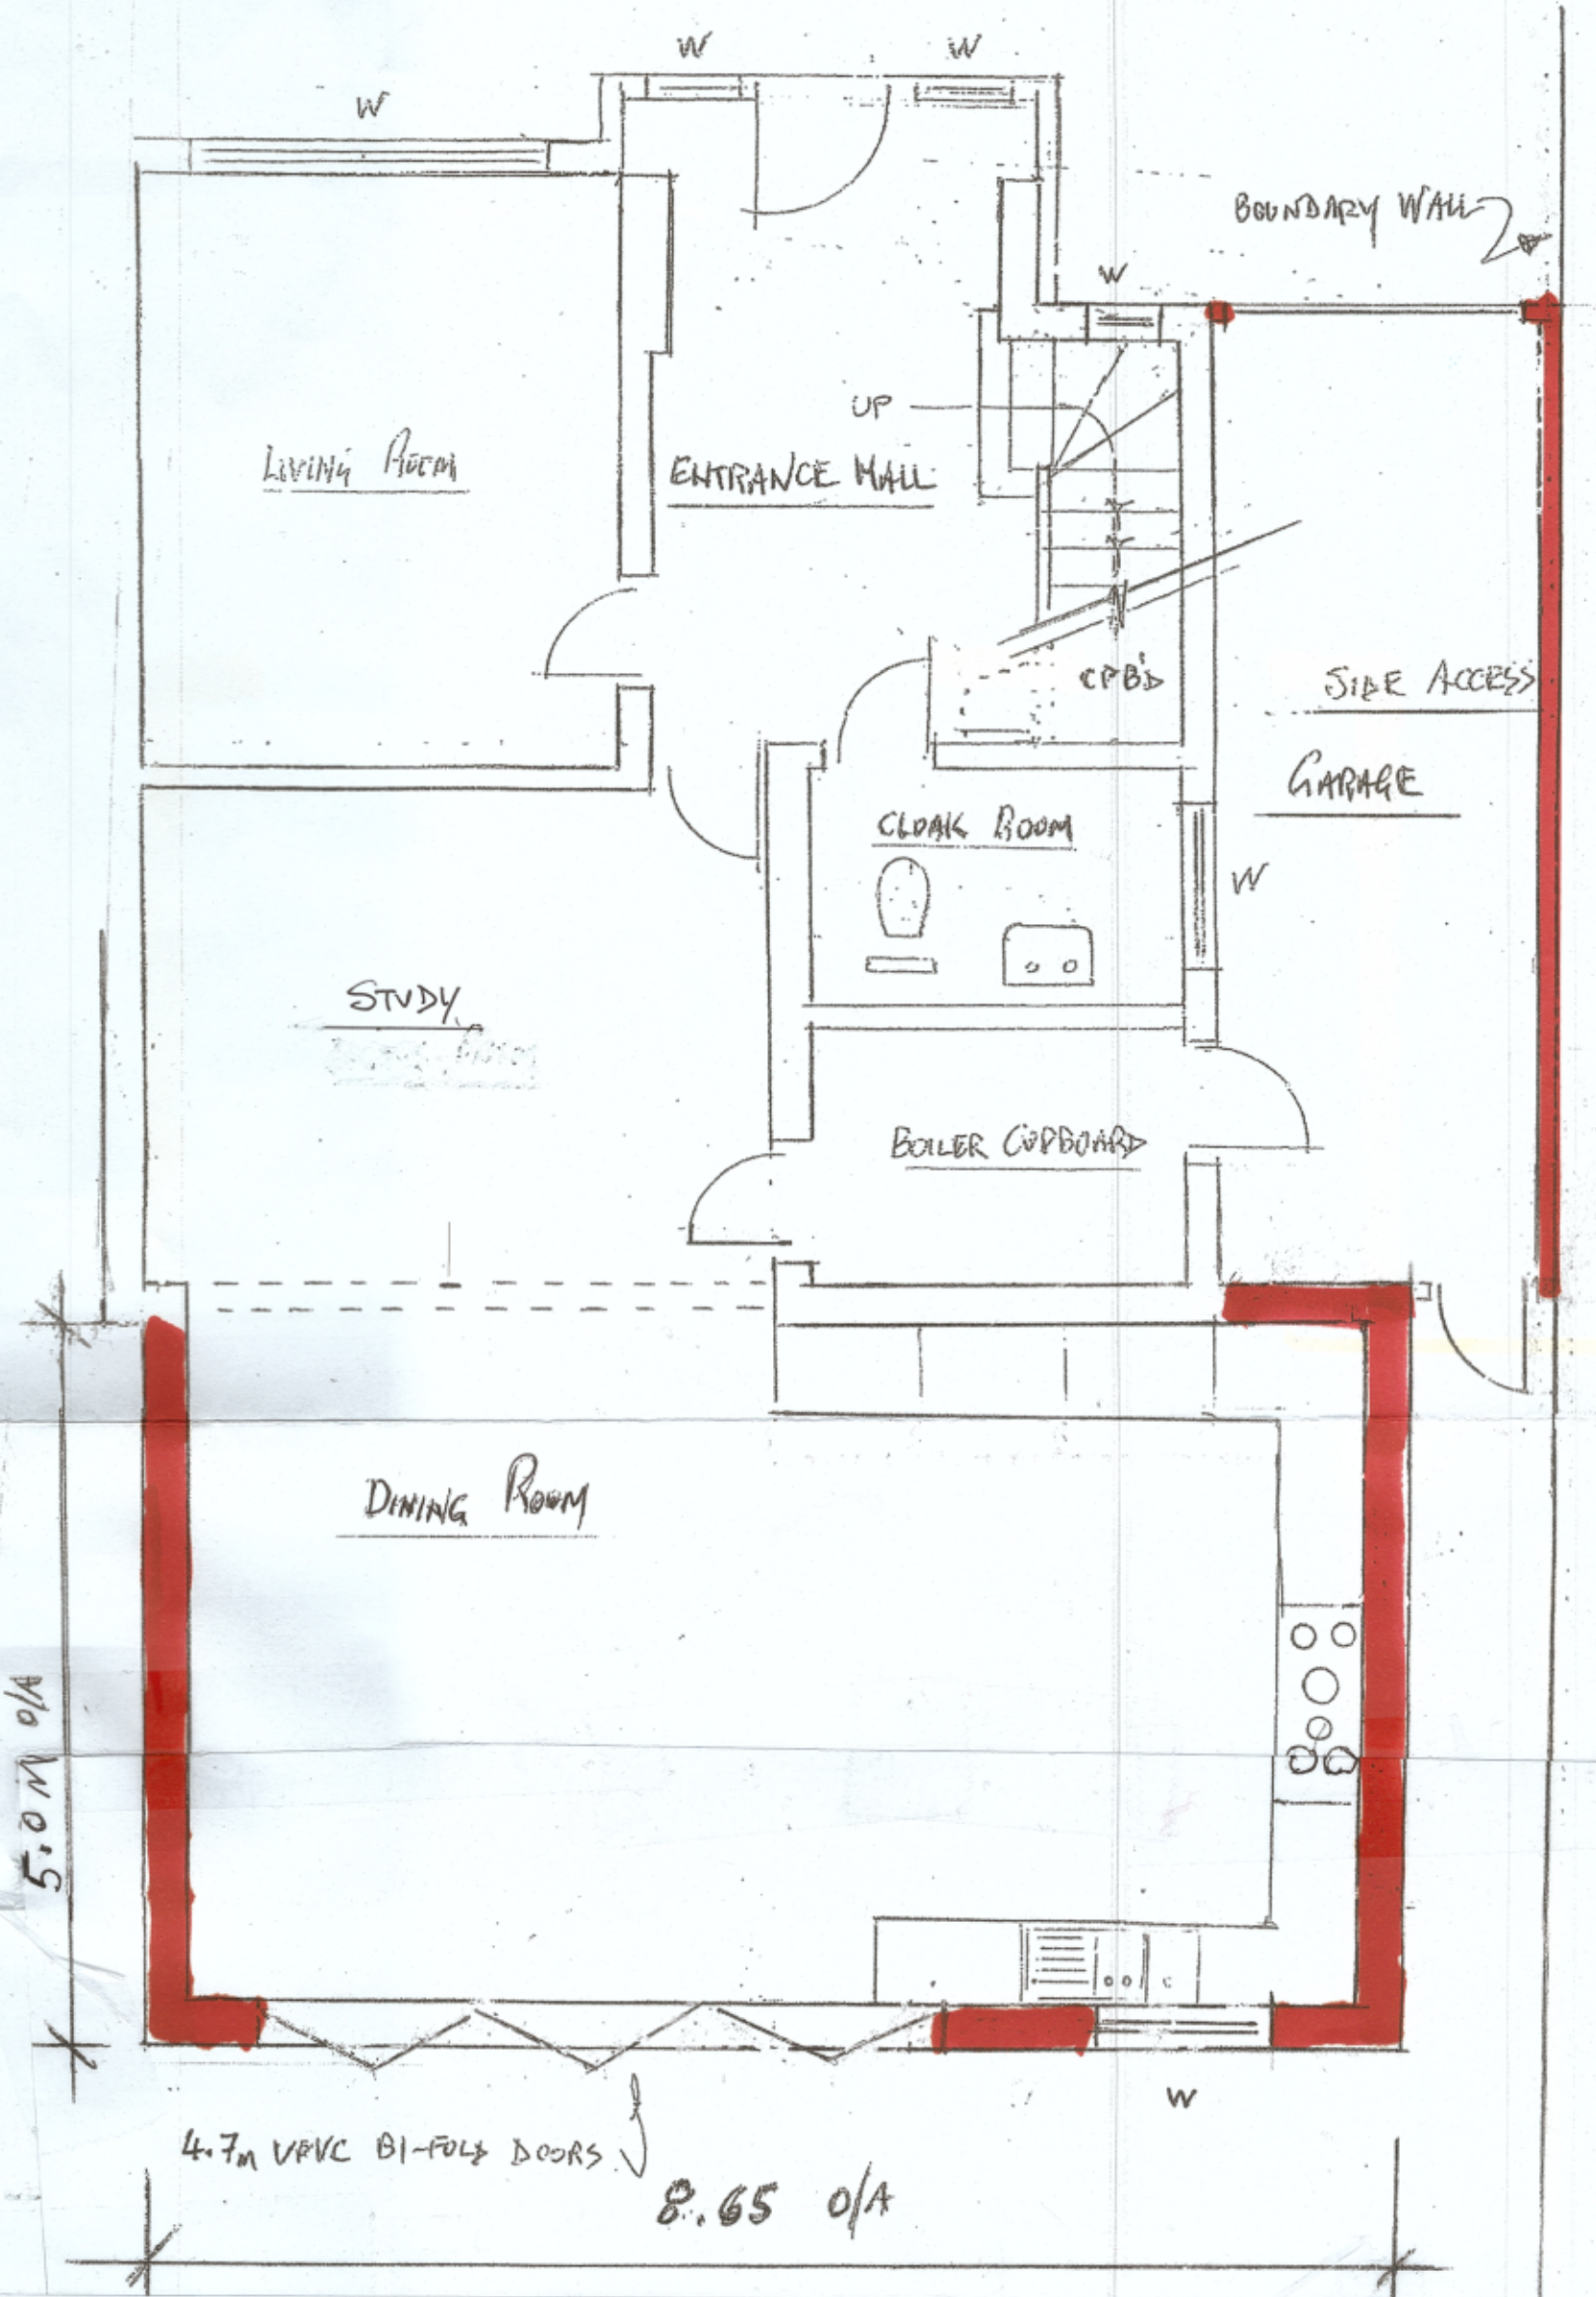 W
W
W
BOUNDARY WALL
W
UP
LIVING ROOM
ENTRANCE HALL
CPB'D
SIDE ACCESS
GARAGE
CLOAK ROOM
W
STUDY
BOILER CUPBOARD
DINING ROOM
5.0 M O/A
W
4.7m UPVC BI-FOLD DOORS
8.65 O/A